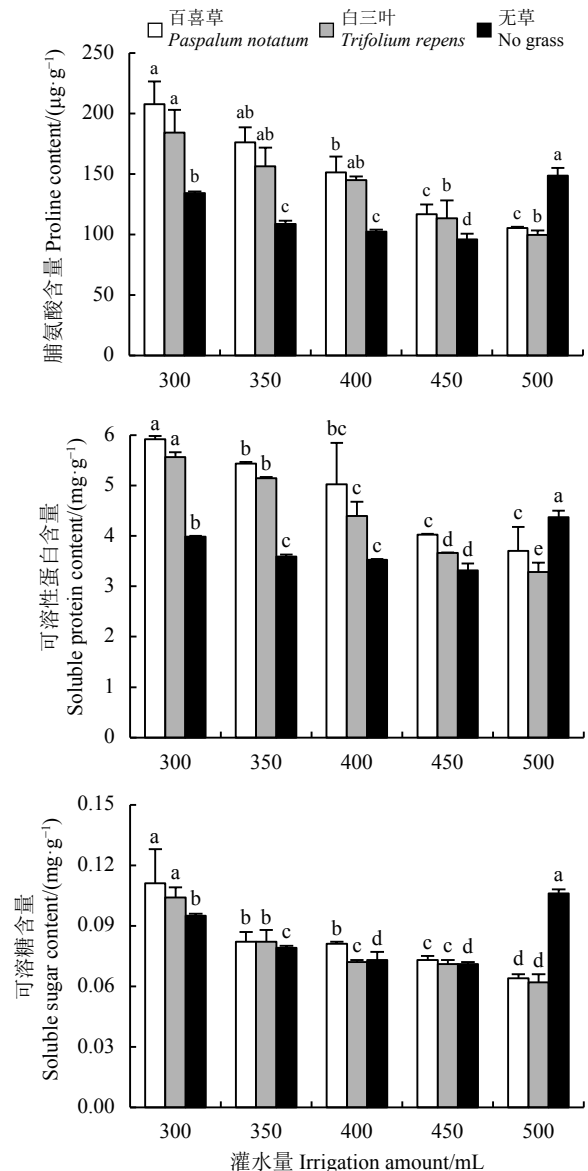 百喜草 白三叶 无草
Paspalum notatum Trifolium repens No grass
脯氨酸含量 Proline content/(μg·g⁻¹)
250
200
150
100
50
0
a a b
ab ab c
b ab c
c b d
c b a
300 350 400 450 500
可溶性蛋白含量
Soluble protein content/(mg·g⁻¹)
6
5
4
3
2
1
0
a a b
b b c
bc c c
c d d
c e a
300 350 400 450 500
可溶糖含量
Soluble sugar content/(mg·g⁻¹)
0.15
0.12
0.09
0.06
0.03
0.00
a a b
b b c
b c d
c c d
d d a
300 350 400 450 500
灌水量 Irrigation amount/mL